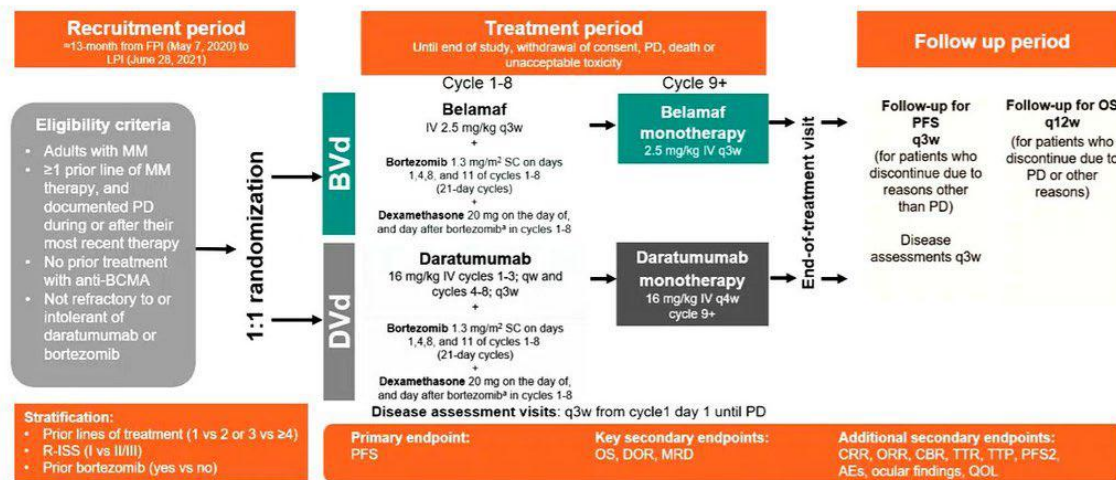 Recruitment period
≈13-month from FPI (May 7, 2020) to
LPI (June 28, 2021)
Eligibility criteria
• Adults with MM
• ≥1 prior line of MM
therapy, and
documented PD
during or after their
most recent therapy
• No prior treatment
with anti-BCMA
• Not refractory to or
intolerant of
daratumumab or
bortezomib
Stratification:
• Prior lines of treatment (1 vs 2 or 3 vs ≥4)
• R-ISS (I vs II/III)
• Prior bortezomib (yes vs no)
1:1 randomization
Treatment period
Until end of study, withdrawal of consent, PD, death or
unacceptable toxicity
Cycle 1-8
Cycle 9+
BVd
Belamaf
IV 2.5 mg/kg q3w
+
Bortezomib 1.3 mg/m² SC on days
1,4,8, and 11 of cycles 1-8
(21-day cycles)
+
Dexamethasone 20 mg on the day of,
and day after bortezomibª in cycles 1-8
Belamaf
monotherapy
2.5 mg/kg IV q3w
DVd
Daratumumab
16 mg/kg IV cycles 1-3; qw and
cycles 4-8; q3w
+
Bortezomib 1.3 mg/m² SC on days
1,4,8, and 11 of cycles 1-8
(21-day cycles)
+
Dexamethasone 20 mg on the day of,
and day after bortezomibª in cycles 1-8
Daratumumab
monotherapy
16 mg/kg IV q4w
cycle 9+
Disease assessment visits: q3w from cycle1 day 1 until PD
End-of-treatment visit
Follow up period
Follow-up for
PFS
q3w
(for patients who
discontinue due to
reasons other
than PD)
Disease
assessments q3w
Follow-up for OS
q12w
(for patients who
discontinue due to
PD or other
reasons)
Primary endpoint:
PFS
Key secondary endpoints:
OS, DOR, MRD
Additional secondary endpoints:
CRR, ORR, CBR, TTR, TTP, PFS2,
AEs, ocular findings, QOL